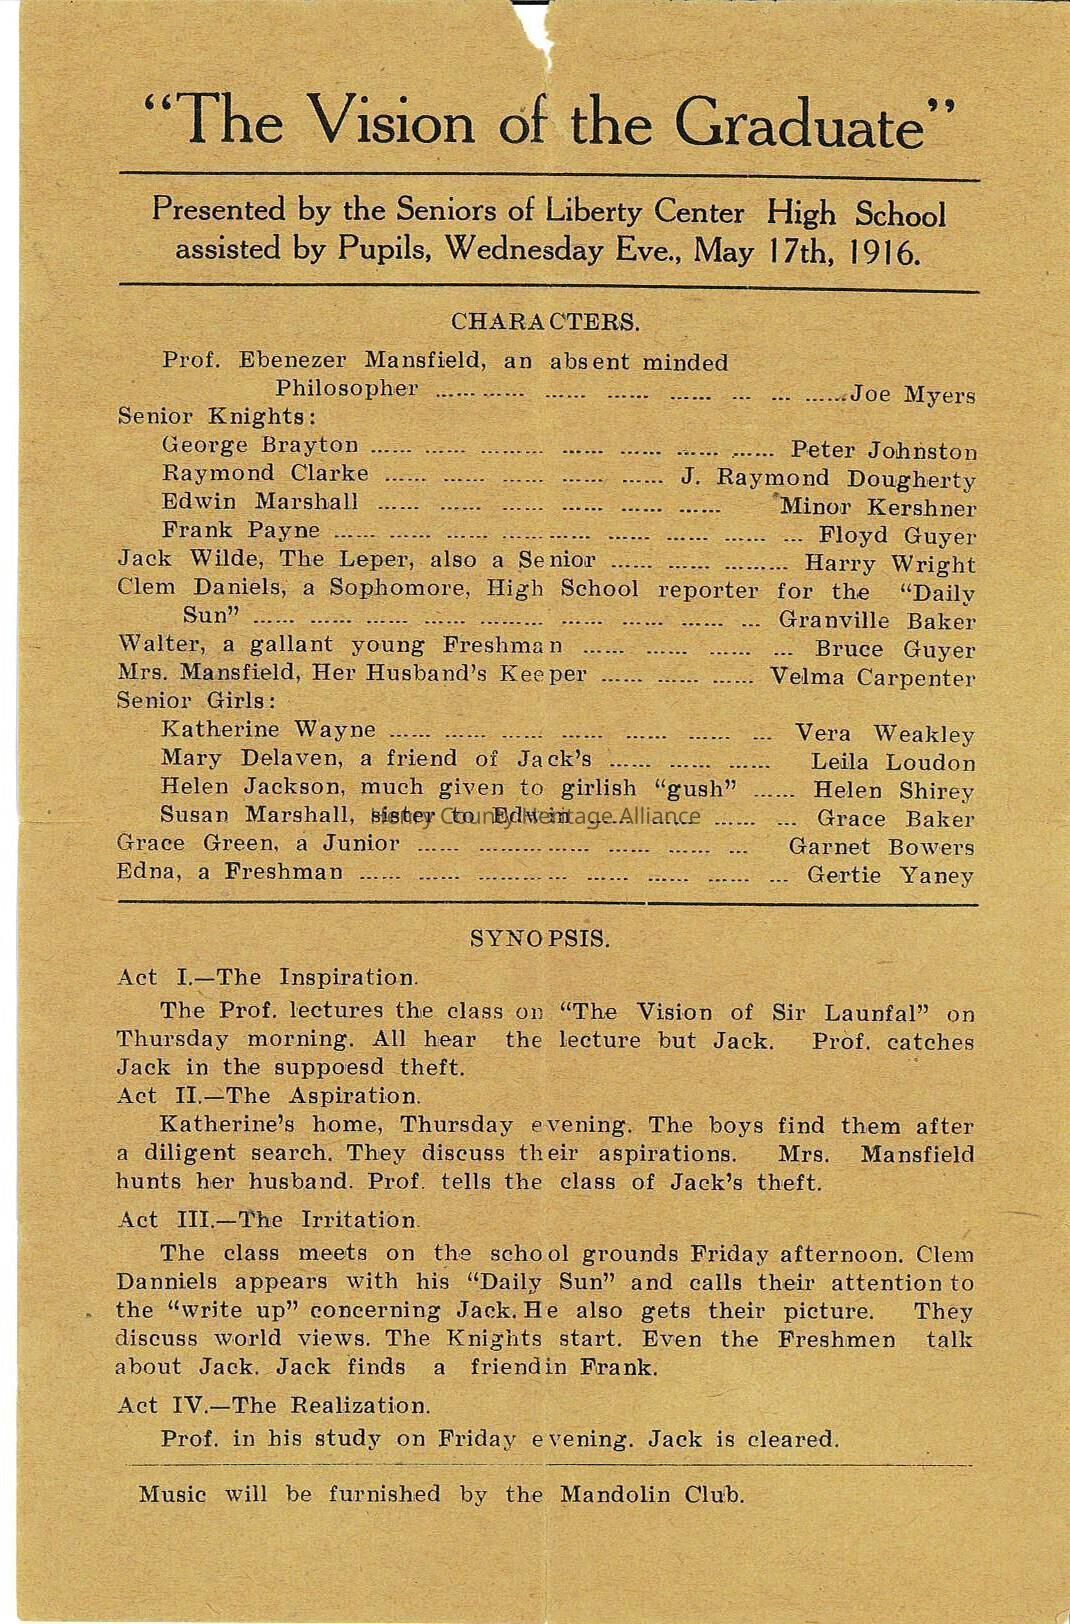 “The Vision of the Graduate”
Presented by the Seniors of Liberty Center High School
assisted by Pupils, Wednesday Eve., May 17th, 1916.
CHARACTERS.
Prof. Ebenezer Mansfield, an absent minded
Philosopher ...... ...... ...... ...... ...... ... ... ......Joe Myers
Senior Knights:
George Brayton ...... ...... ......... ...... ...... ...... ...... Peter Johnston
Raymond Clarke ...... ...... ...... ...... ...... J. Raymond Dougherty
Edwin Marshall ...... ...... ...... ...... ...... ...... Minor Kershner
Frank Payne ...... ...... ...... ......... ...... ...... ...... ... Floyd Guyer
Jack Wilde, The Leper, also a Senior ...... ...... ......... Harry Wright
Clem Daniels, a Sophomore, High School reporter for the “Daily
Sun” ...... ...... ...... ...... ......... ...... ...... ...... ... Granville Baker
Walter, a gallant young Freshman ...... ...... ...... ... Bruce Guyer
Mrs. Mansfield, Her Husband’s Keeper ...... ...... ...... Velma Carpenter
Senior Girls:
Katherine Wayne ...... ...... ...... ...... ...... ...... ... Vera Weakley
Mary Delaven, a friend of Jack’s ...... ...... ...... Leila Loudon
Helen Jackson, much given to girlish “gush” ...... Helen Shirey
Susan Marshall, sister to Edwin ...... ...... ...... ... Grace Baker
Henry County Heritage Alliance
Grace Green, a Junior ...... ............... ...... ...... ... Garnet Bowers
Edna, a Freshman ...... ...... ............ ...... ...... ...... ... Gertie Yaney
SYNOPSIS.
Act I.—The Inspiration.
The Prof. lectures the class on “The Vision of Sir Launfal” on
Thursday morning. All hear the lecture but Jack. Prof. catches
Jack in the suppoesd theft.
Act II.—The Aspiration.
Katherine’s home, Thursday evening. The boys find them after
a diligent search. They discuss their aspirations. Mrs. Mansfield
hunts her husband. Prof. tells the class of Jack’s theft.
Act III.—The Irritation.
The class meets on the school grounds Friday afternoon. Clem
Danniels appears with his “Daily Sun” and calls their attention to
the “write up” concerning Jack. He also gets their picture. They
discuss world views. The Knights start. Even the Freshmen talk
about Jack. Jack finds a friendin Frank.
Act IV.—The Realization.
Prof. in his study on Friday evening. Jack is cleared.
Music will be furnished by the Mandolin Club.